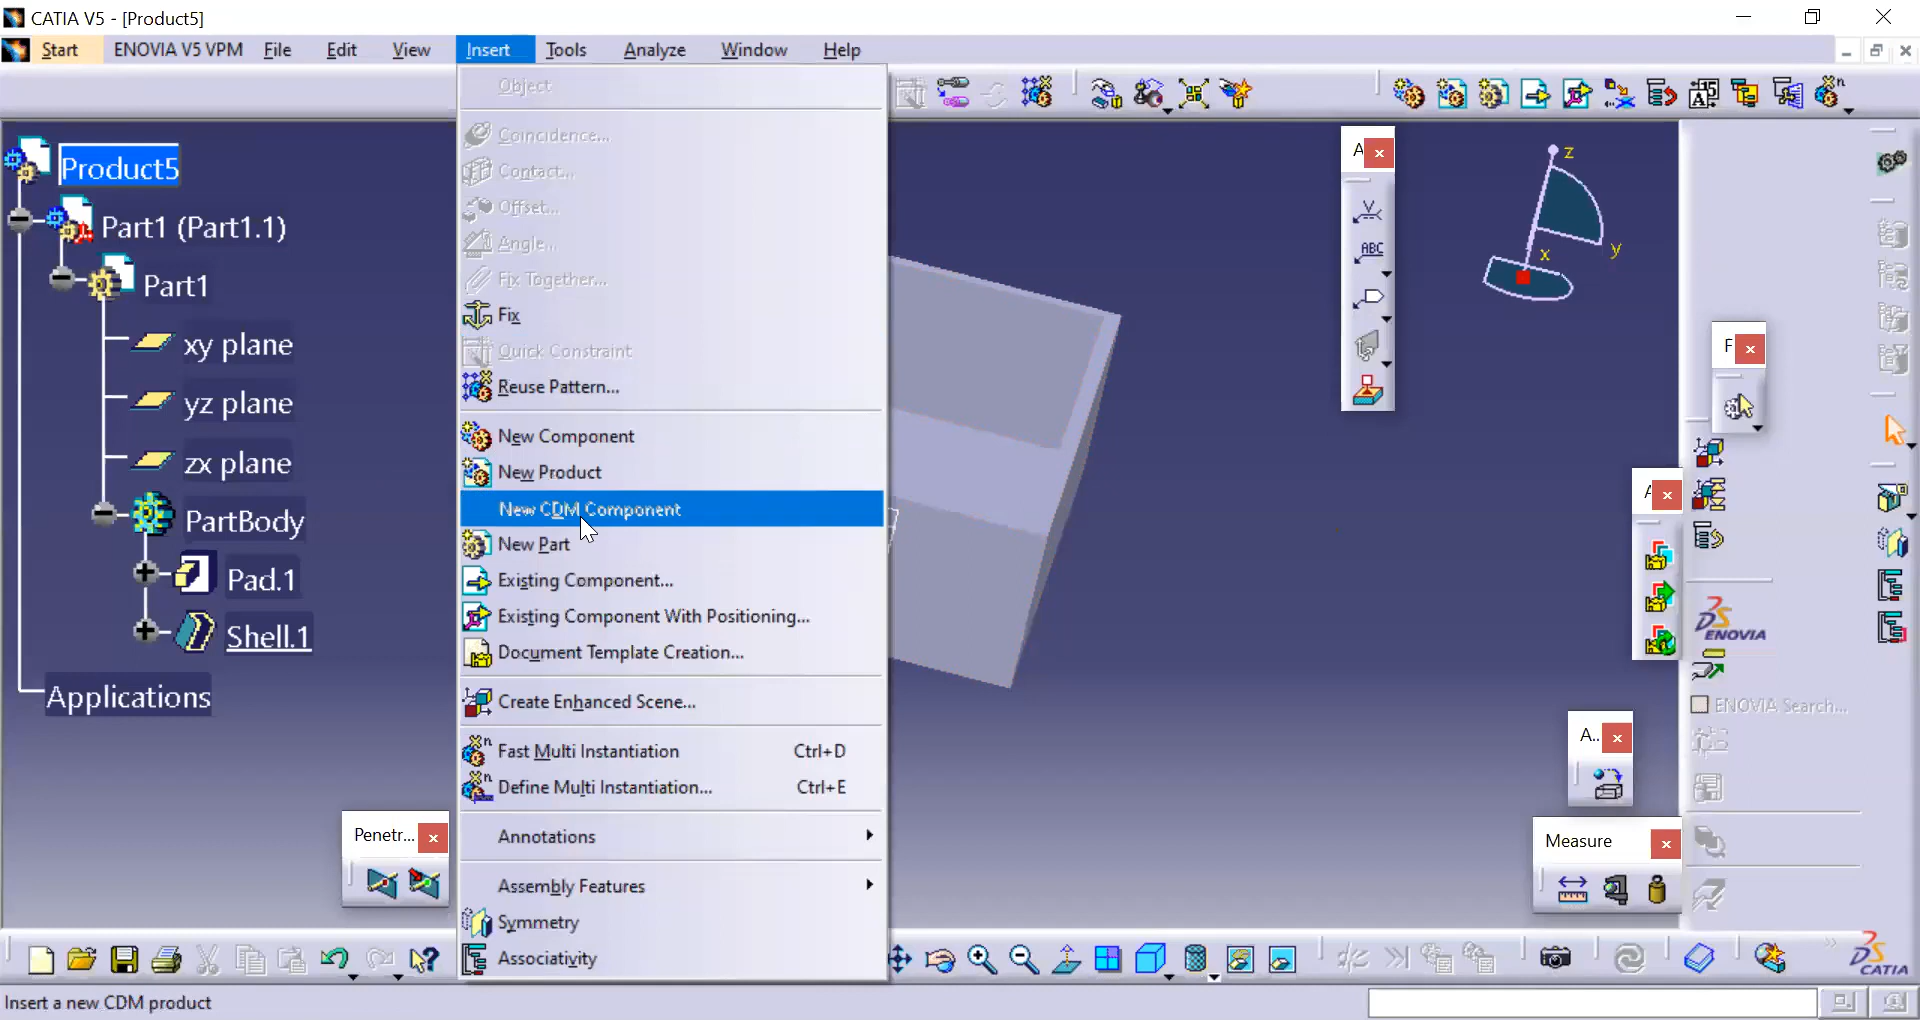 CATIA V5 - [Product5]
Start ENOVIA V5 VPM File Edit View Insert Tools Analyze Window Help
Object
Coincidence...
Contact...
Offset...
Angle...
Fix Together...
Fix
Quick Constraint
Reuse Pattern...
New Component
New Product
New CDM Component
New Part
Existing Component...
Existing Component With Positioning...
Document Template Creation...
Create Enhanced Scene...
Fast Multi Instantiation Ctrl+D
Define Multi Instantiation... Ctrl+E
Annotations
Assembly Features
Symmetry
Associativity
Product5
Part1 (Part1.1)
Part1
xy plane
yz plane
zx plane
PartBody
Pad.1
Shell.1
Applications
Penetr...
A
ABC
z
y
x
F
A
ENOVIA
ENOVIA Search...
A..
Measure
CATIA
Insert a new CDM product